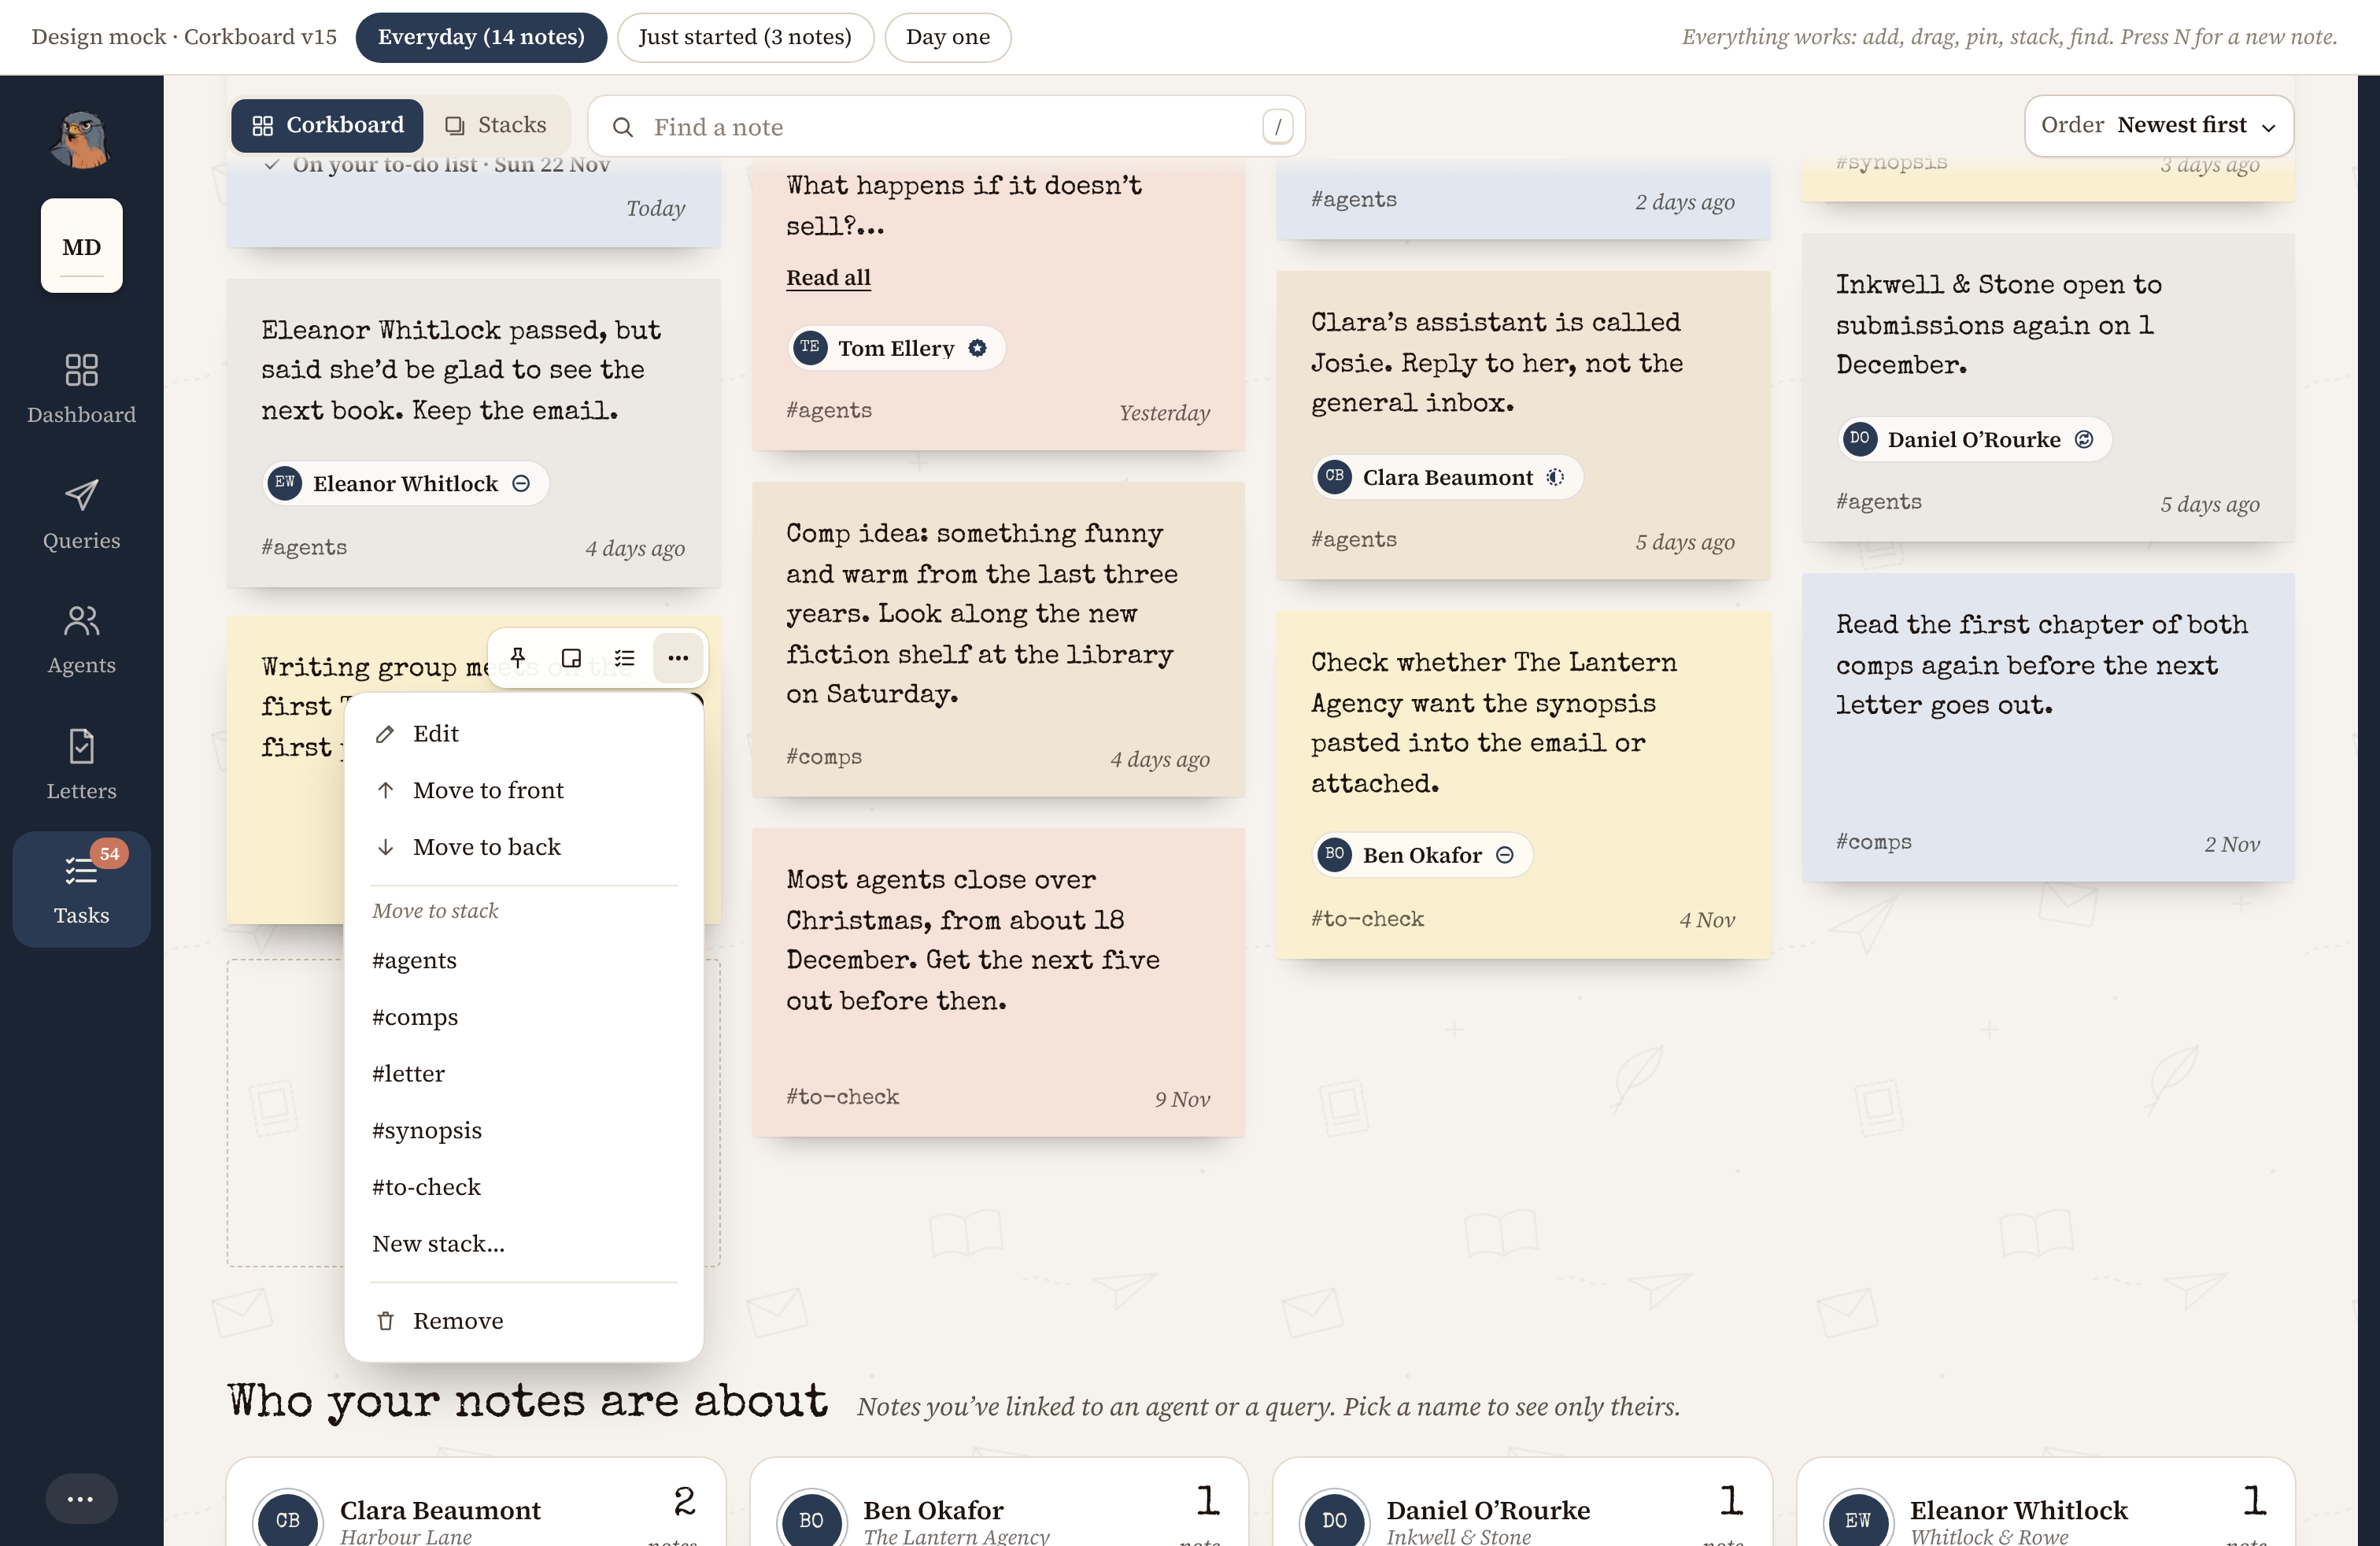 Design mock · Corkboard v15
Everyday (14 notes)
Just started (3 notes)
Day one
Everything works: add, drag, pin, stack, find. Press N for a new note.
MD
Dashboard
Queries
Agents
Letters
54
Tasks
Corkboard
Stacks
Find a note
/
Order Newest first
On your to-do list · Sun 22 Nov
Today
Eleanor Whitlock passed, but
said she’d be glad to see the
next book. Keep the email.
EW Eleanor Whitlock
#agents
4 days ago
Writing group meets on the
first
first
Edit
Move to front
Move to back
Move to stack
#agents
#comps
#letter
#synopsis
#to-check
New stack...
Remove
What happens if it doesn’t
sell?...
Read all
TE Tom Ellery
#agents
Yesterday
Comp idea: something funny
and warm from the last three
years. Look along the new
fiction shelf at the library
on Saturday.
#comps
4 days ago
Most agents close over
Christmas, from about 18
December. Get the next five
out before then.
#to-check
9 Nov
#agents
2 days ago
Clara’s assistant is called
Josie. Reply to her, not the
general inbox.
CB Clara Beaumont
#agents
5 days ago
Check whether The Lantern
Agency want the synopsis
pasted into the email or
attached.
BO Ben Okafor
#to-check
4 Nov
#synopsis
3 days ago
Inkwell & Stone open to
submissions again on 1
December.
DO Daniel O’Rourke
#agents
5 days ago
Read the first chapter of both
comps again before the next
letter goes out.
#comps
2 Nov
Who your notes are about
Notes you’ve linked to an agent or a query. Pick a name to see only theirs.
CB
Clara Beaumont
Harbour Lane
2
notes
BO
Ben Okafor
The Lantern Agency
1
note
DO
Daniel O’Rourke
Inkwell & Stone
1
note
EW
Eleanor Whitlock
Whitlock & Rowe
1
note